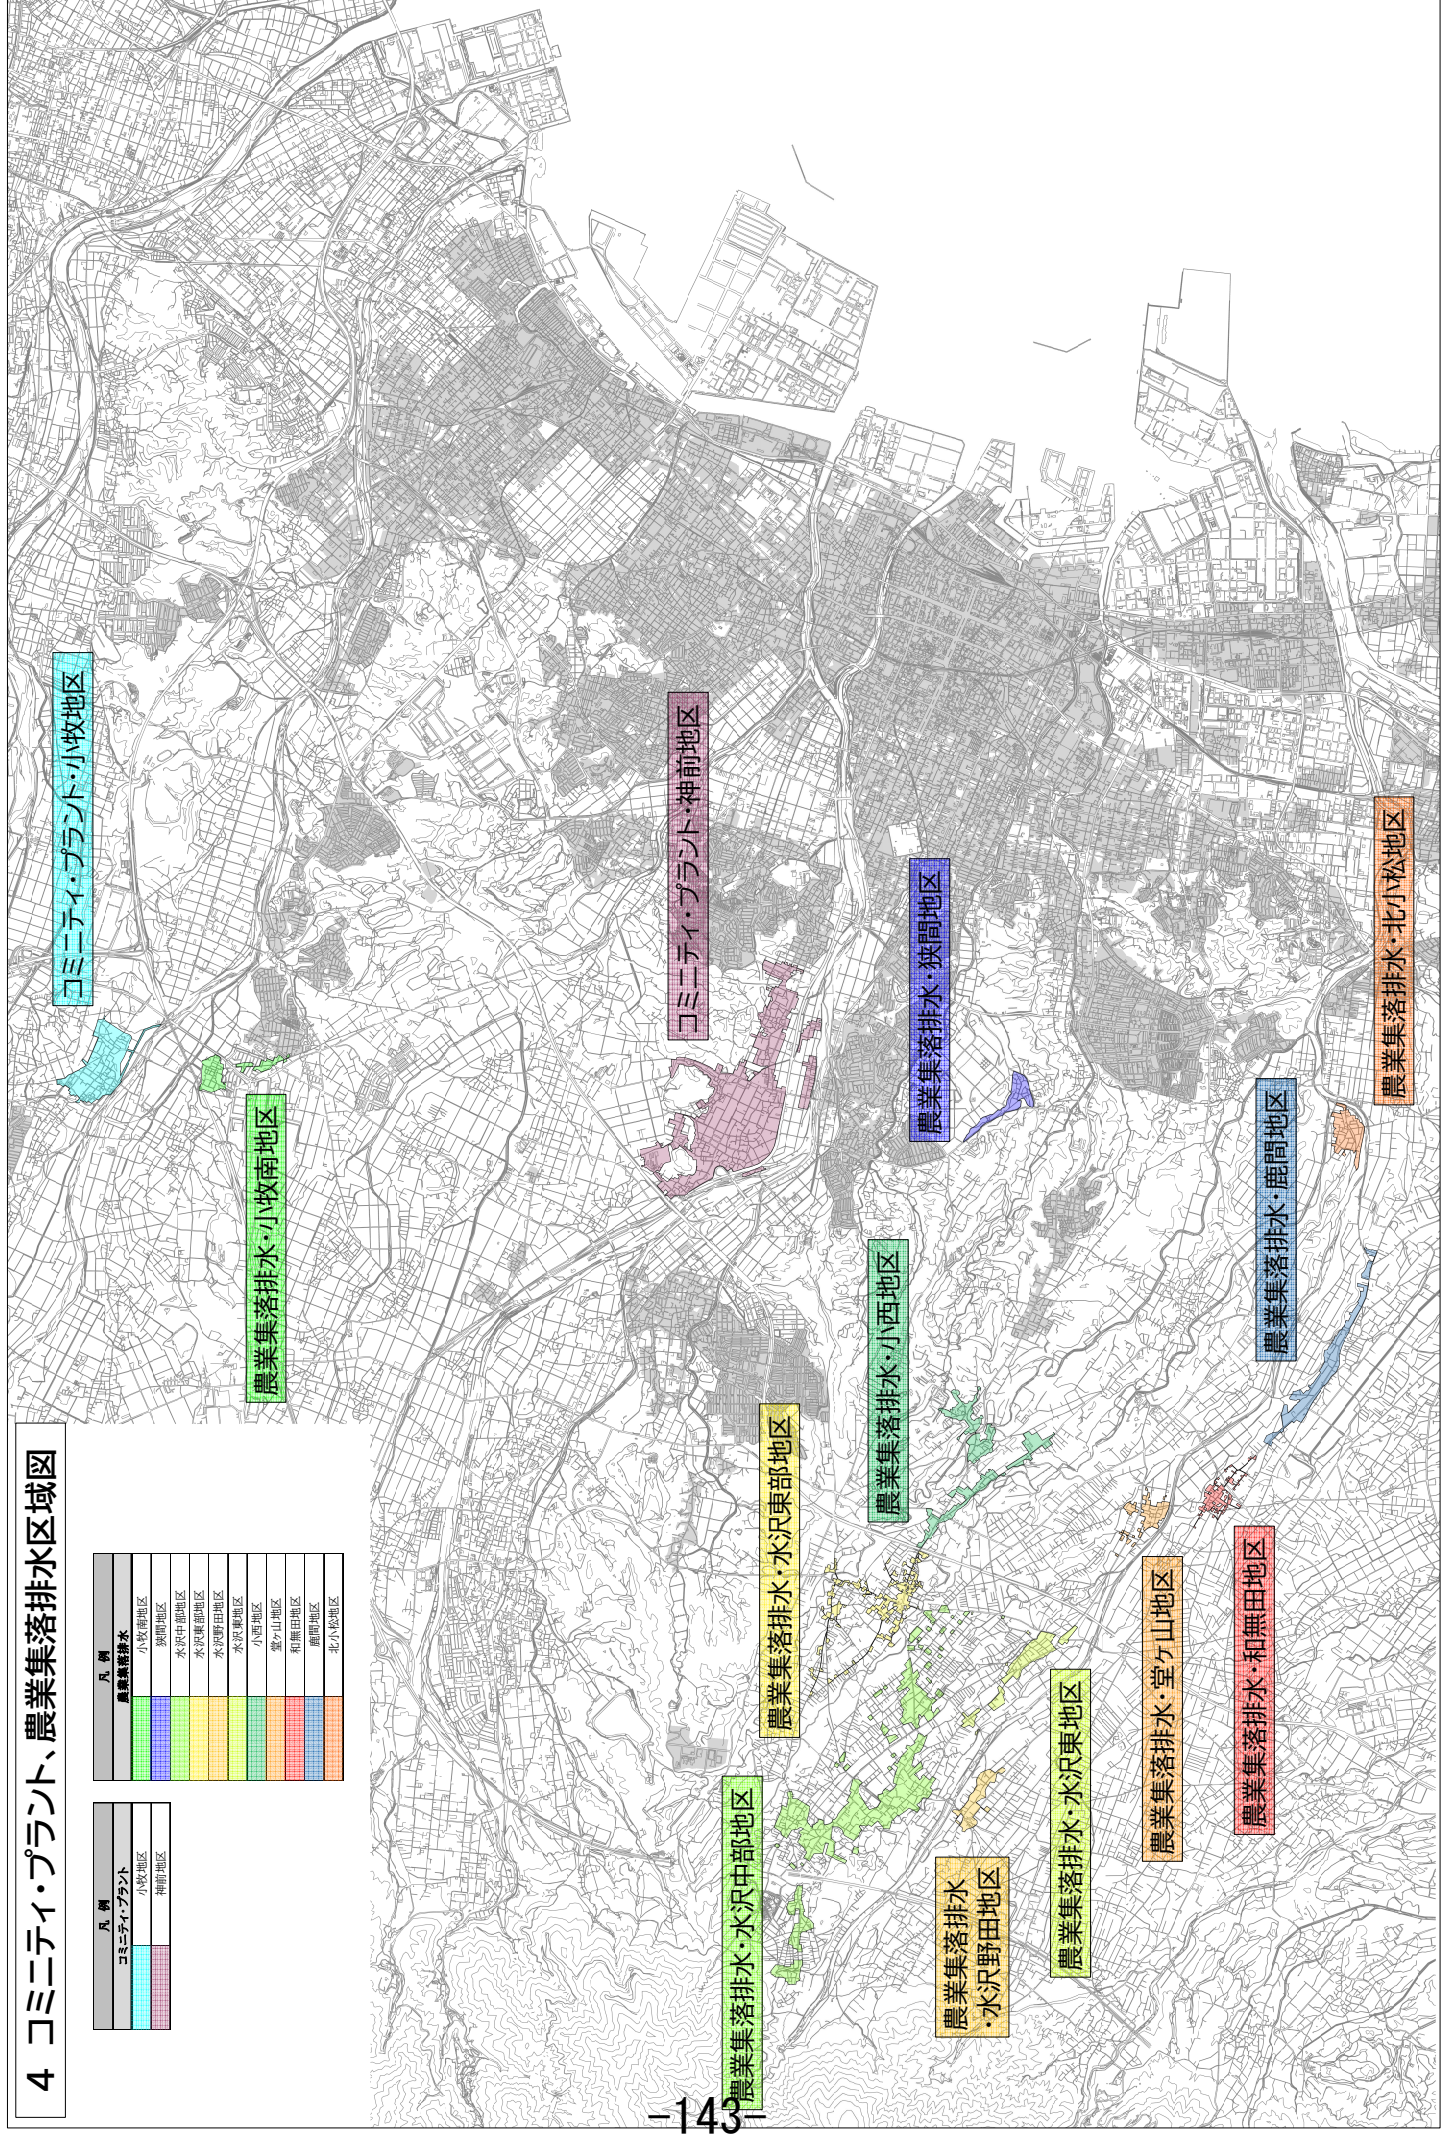 4 コミニティ・プラント、農業集落排水区域図
凡 例
コミニティ・プラント
小牧地区
神前地区
凡 例
農業集落排水
小牧南地区
狭間地区
水沢中部地区
水沢東部地区
水沢野田地区
水沢東地区
小西地区
堂ヶ山地区
和無田地区
鹿間地区
北小松地区
コミニティ・プラント・小牧地区
農業集落排水・小牧南地区
コミニティ・プラント・神前地区
農業集落排水・狭間地区
農業集落排水・水沢東部地区
農業集落排水・小西地区
農業集落排水・水沢中部地区
農業集落排水
・水沢野田地区
農業集落排水・水沢東地区
農業集落排水・堂ヶ山地区
農業集落排水・和無田地区
農業集落排水・鹿間地区
農業集落排水・北小松地区
-143-